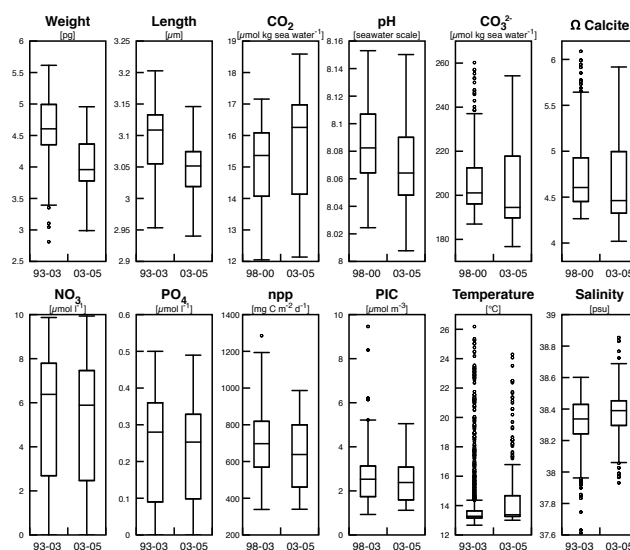 Weight Length CO2 pH CO3 2- Ω Calcite
[pg] [µm] [µmol kg sea water-1] [seawater scale] [µmol kg sea water-1]
6 3.25 19 8.16 260 6
5.5 3.2 18 8.14 240 5
5 3.15 17 8.12 220 4
4.5 3.1 16 8.1 200
4 3.05 15 8.08 180
3.5 3 14 8.06
3 2.95 13 8.04
2.5 2.9 12 8.02
8
93-03 03-05 93-03 03-05 98-00 03-05 98-00 03-05 98-00 03-05 98-00 03-05
NO3 PO4 npp PIC Temperature Salinity
[µmol l-1] [µmol l-1] [mg C m-2 d-1] [µmol m-3] [°C] [psu]
10 0.6 1400 10 26 39
8 0.5 1200 8 24 38.8
6 0.4 1000 6 22 38.6
4 0.3 800 4 20 38.4
2 0.2 600 2 18 38.2
0 0.1 400 0 16 38
0 200 14 37.8
12 37.6
93-03 03-05 93-03 03-05 98-03 03-05 98-03 03-05 93-03 03-05 93-03 03-05